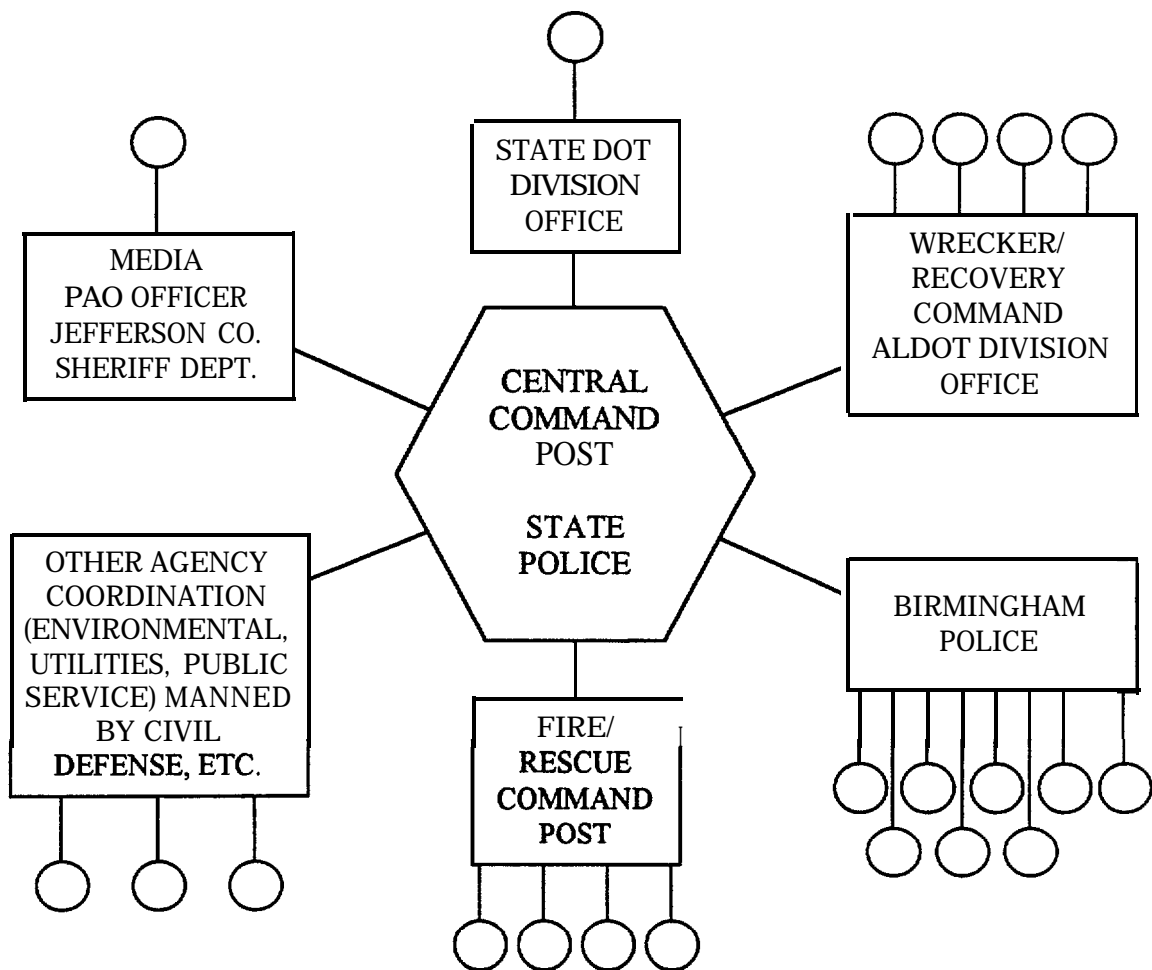 STATE DOT
DIVISION
OFFICE
MEDIA
PAO OFFICER
JEFFERSON CO.
SHERIFF DEPT.
WRECKER/
RECOVERY
COMMAND
ALDOT DIVISION
OFFICE
CENTRAL
COMMAND
POST
STATE
POLICE
OTHER AGENCY
COORDINATION
(ENVIRONMENTAL,
UTILITIES, PUBLIC
SERVICE) MANNED
BY CIVIL
DEFENSE, ETC.
FIRE/
RESCUE
COMMAND
POST
BIRMINGHAM
POLICE